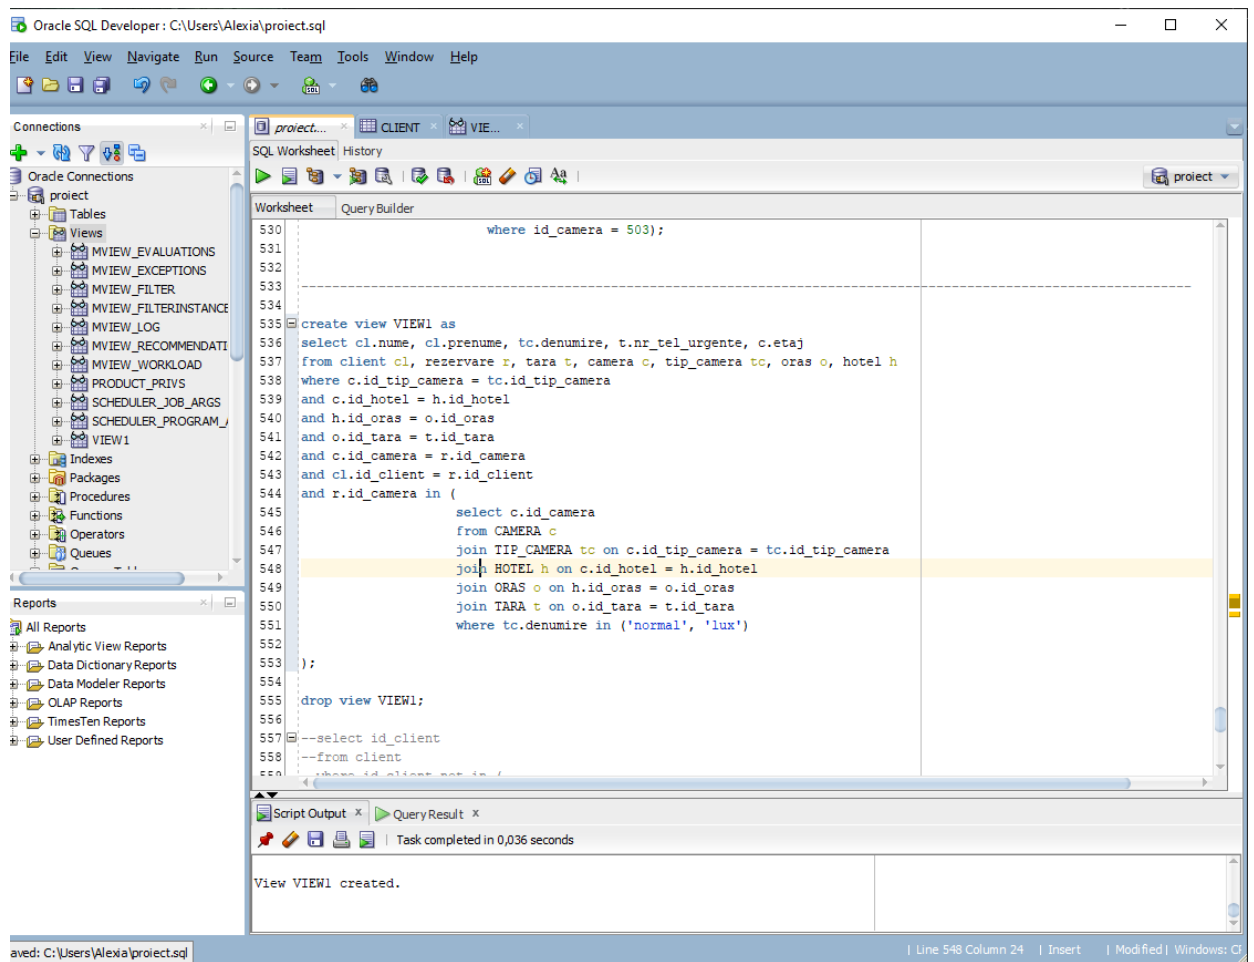 Oracle SQL Developer : C:\Users\Alexia\proiect.sql
File Edit View Navigate Run Source Team Tools Window Help
Connections
Oracle Connections
proiect
Tables
Views
MVIEW_EVALUATIONS
MVIEW_EXCEPTIONS
MVIEW_FILTER
MVIEW_FILTERINSTANCE
MVIEW_LOG
MVIEW_RECOMMENDATI
MVIEW_WORKLOAD
PRODUCT_PRIVS
SCHEDULER_JOB_ARGS
SCHEDULER_PROGRAM_
VIEW1
Indexes
Packages
Procedures
Functions
Operators
Queues
Reports
All Reports
Analytic View Reports
Data Dictionary Reports
Data Modeler Reports
OLAP Reports
TimesTen Reports
User Defined Reports
proiect.... CLIENT VIE...
SQL Worksheet History
proiect
Worksheet Query Builder
530 where id_camera = 503);
531
532
533 ----------------------------------------------------------------------------------------------------
534
535 create view VIEW1 as
536 select cl.nume, cl.prenume, tc.denumire, t.nr_tel_urgente, c.etaj
537 from client cl, rezervare r, tara t, camera c, tip_camera tc, oras o, hotel h
538 where c.id_tip_camera = tc.id_tip_camera
539 and c.id_hotel = h.id_hotel
540 and h.id_oras = o.id_oras
541 and o.id_tara = t.id_tara
542 and c.id_camera = r.id_camera
543 and cl.id_client = r.id_client
544 and r.id_camera in (
545 select c.id_camera
546 from CAMERA c
547 join TIP_CAMERA tc on c.id_tip_camera = tc.id_tip_camera
548 join HOTEL h on c.id_hotel = h.id_hotel
549 join ORAS o on h.id_oras = o.id_oras
550 join TARA t on o.id_tara = t.id_tara
551 where tc.denumire in ('normal', 'lux')
552
553 );
554
555 drop view VIEW1;
556
557 --select id_client
558 --from client
Script Output x Query Result x
Task completed in 0,036 seconds
View VIEW1 created.
aved: C:\Users\Alexia\proiect.sql
Line 548 Column 24 | Insert | Modified | Windows: CF